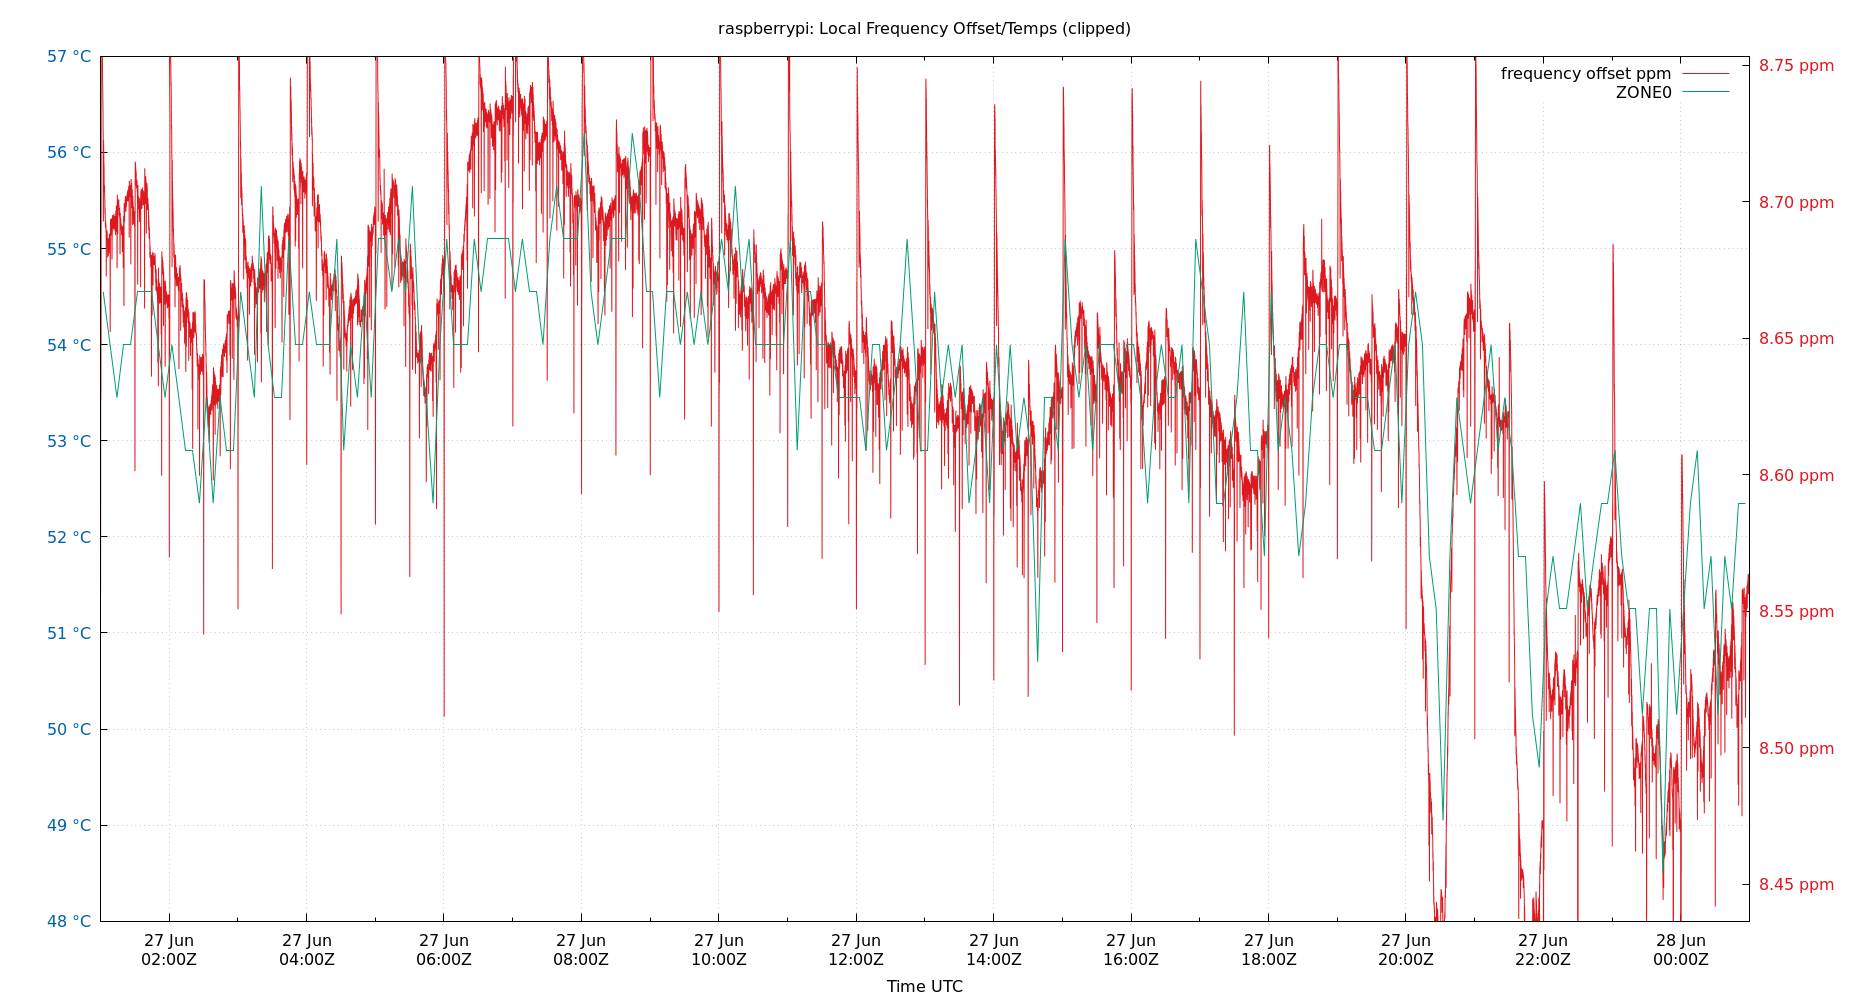 raspberrypi: Local Frequency Offset/Temps (clipped)
frequency offset ppm
ZONE0
57 °C
56 °C
55 °C
54 °C
53 °C
52 °C
51 °C
50 °C
49 °C
48 °C
8.75 ppm
8.70 ppm
8.65 ppm
8.60 ppm
8.55 ppm
8.50 ppm
8.45 ppm
27 Jun
02:00Z
27 Jun
04:00Z
27 Jun
06:00Z
27 Jun
08:00Z
27 Jun
10:00Z
27 Jun
12:00Z
27 Jun
14:00Z
27 Jun
16:00Z
27 Jun
18:00Z
27 Jun
20:00Z
27 Jun
22:00Z
28 Jun
00:00Z
Time UTC